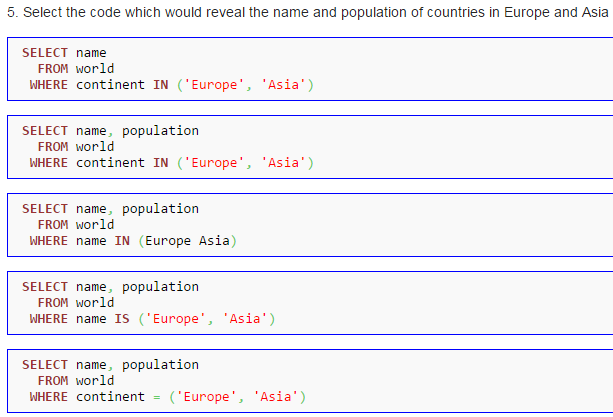 5. Select the code which would reveal the name and population of countries in Europe and Asia
SELECT name
FROM world
WHERE continent IN ('Europe', 'Asia')
SELECT name, population
FROM world
WHERE continent IN ('Europe', 'Asia')
SELECT name, population
FROM world
WHERE name IN (Europe Asia)
SELECT name, population
FROM world
WHERE name IS ('Europe', 'Asia')
SELECT name, population
FROM world
WHERE continent = ('Europe', 'Asia')